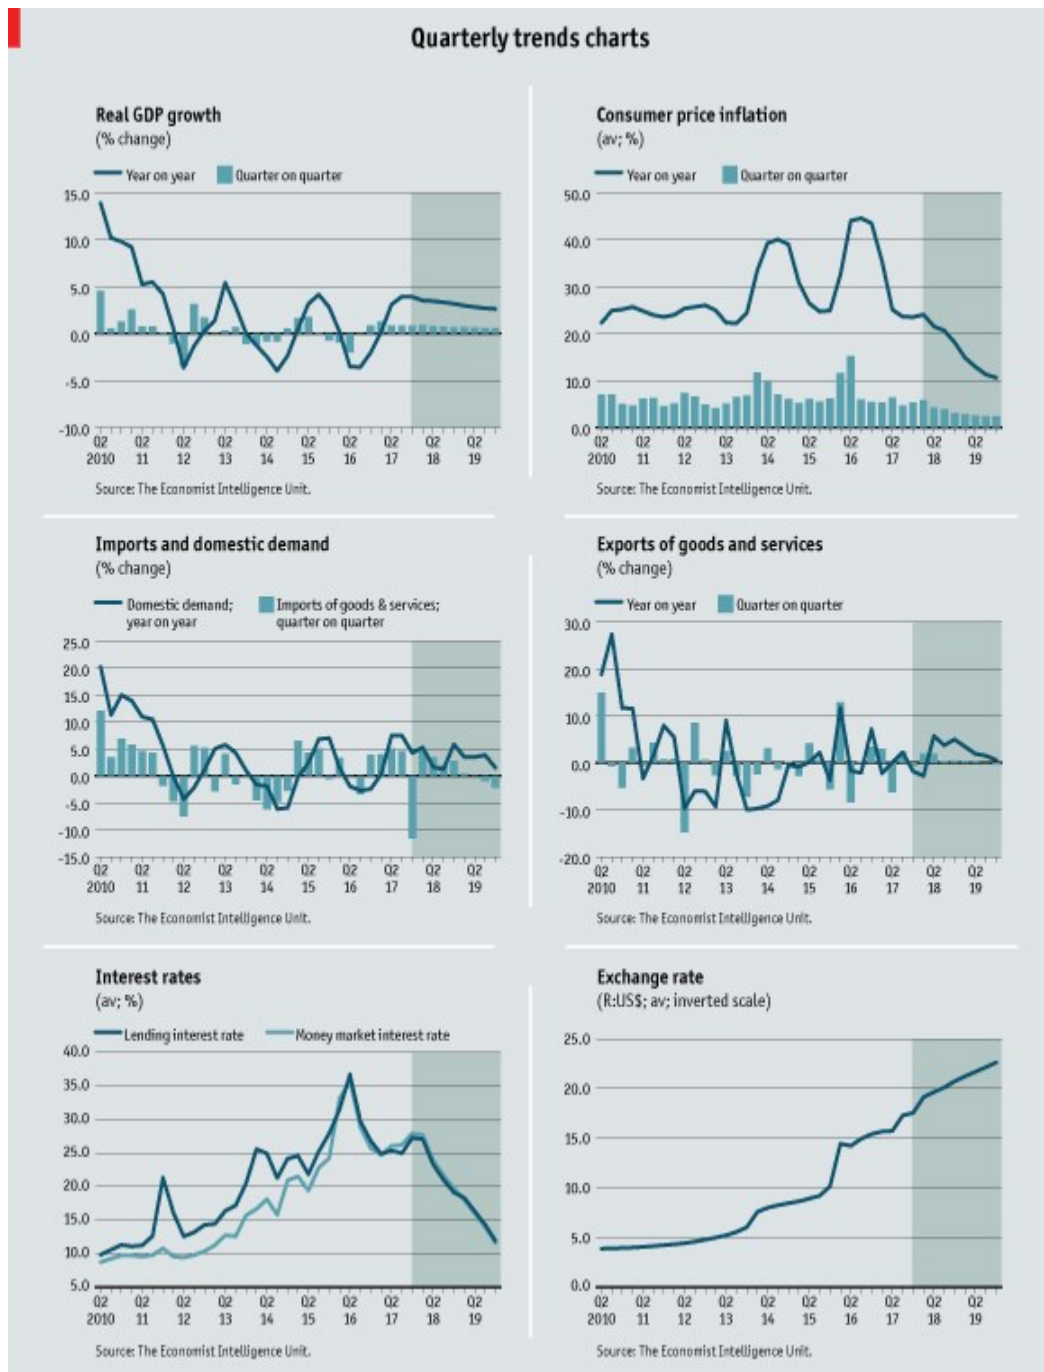 Quarterly trends charts
Real GDP growth
(% change)
Year on year Quarter on quarter
15.0
10.0
5.0
0.0
-5.0
-10.0
Q2 Q2 Q2 Q2 Q2 Q2 Q2 Q2 Q2 Q2
2010 11 12 13 14 15 16 17 18 19
Source: The Economist Intelligence Unit.
Consumer price inflation
(av; %)
Year on year Quarter on quarter
50.0
40.0
30.0
20.0
10.0
0.0
Q2 Q2 Q2 Q2 Q2 Q2 Q2 Q2 Q2 Q2
2010 11 12 13 14 15 16 17 18 19
Source: The Economist Intelligence Unit.
Imports and domestic demand
(% change)
Domestic demand; Imports of goods & services;
year on year quarter on quarter
25.0
20.0
15.0
10.0
5.0
0.0
-5.0
-10.0
-15.0
Q2 Q2 Q2 Q2 Q2 Q2 Q2 Q2 Q2 Q2
2010 11 12 13 14 15 16 17 18 19
Source: The Economist Intelligence Unit.
Exports of goods and services
(% change)
Year on year Quarter on quarter
30.0
20.0
10.0
0.0
-10.0
-20.0
Q2 Q2 Q2 Q2 Q2 Q2 Q2 Q2 Q2 Q2
2010 11 12 13 14 15 16 17 18 19
Source: The Economist Intelligence Unit.
Interest rates
(av; %)
Lending interest rate Money market interest rate
40.0
35.0
30.0
25.0
20.0
15.0
10.0
5.0
Q2 Q2 Q2 Q2 Q2 Q2 Q2 Q2 Q2 Q2
2010 11 12 13 14 15 16 17 18 19
Source: The Economist Intelligence Unit.
Exchange rate
(R:US$; av; inverted scale)
25.0
20.0
15.0
10.0
5.0
0.0
Q2 Q2 Q2 Q2 Q2 Q2 Q2 Q2 Q2 Q2
2010 11 12 13 14 15 16 17 18 19
Source: The Economist Intelligence Unit.